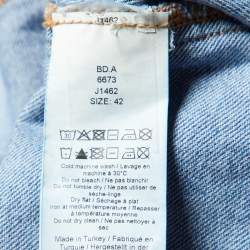 J1462
BD.A
6673
J1462
SIZE: 42
Cold machine wash / Lavage en
machine à 30°C
Do not bleach / Ne pas blanchir
Do not tumble dry / Ne pas utiliser de
sèche-linge
Dry flat / Séchage à plat
Iron at medium temperature / Repasser
à température moyenne
Do not dry clean / Ne pas nettoyer à
sec
Made in Turkey / Fabriqué en
Turquie / Hergestellt in der